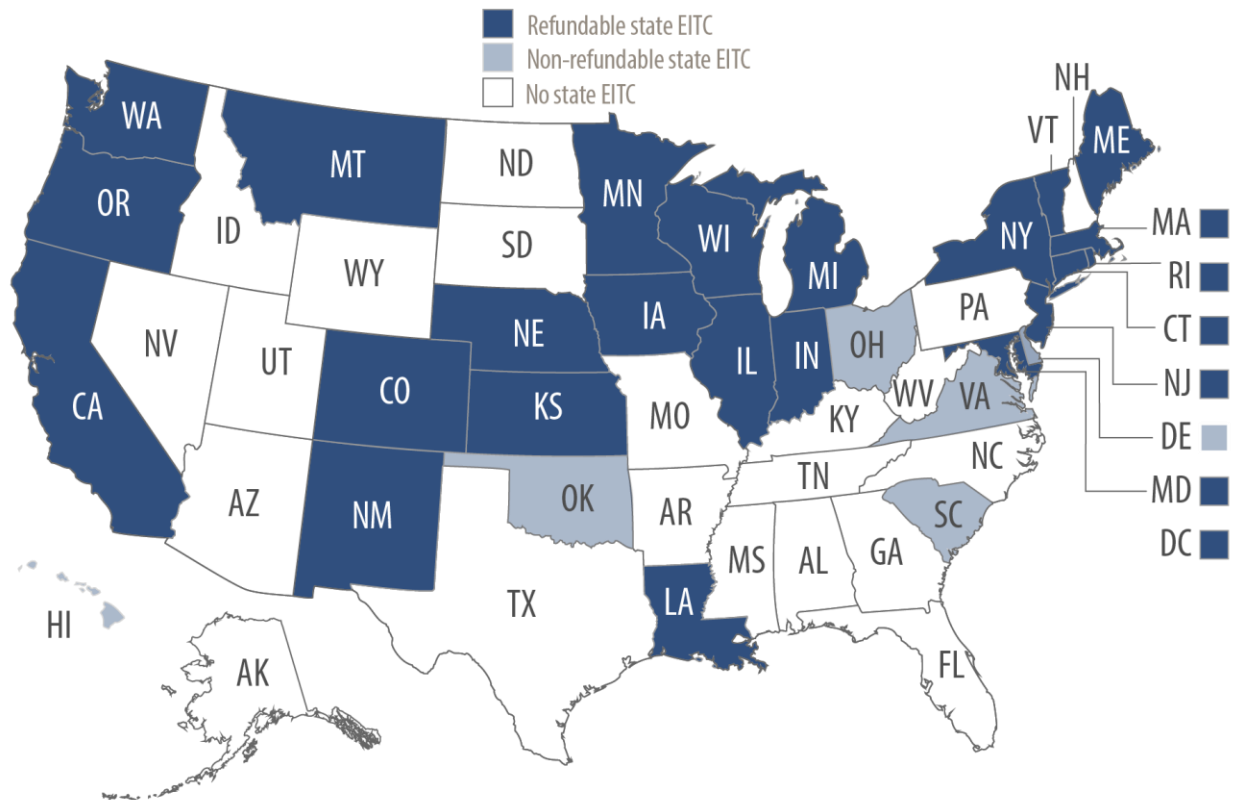 Refundable state EITC
Non-refundable state EITC
No state EITC
NH
VT
ME
WA
MT
ND
MN
OR
ID
SD
WI
NY
MA
WY
MI
RI
PA
CT
NV
NE
IA
OH
UT
IL
IN
NJ
CO
WV
VA
CA
KS
MO
KY
DE
NC
TN
MD
AZ
NM
OK
AR
SC
DC
MS
AL
GA
TX
LA
HI
AK
FL